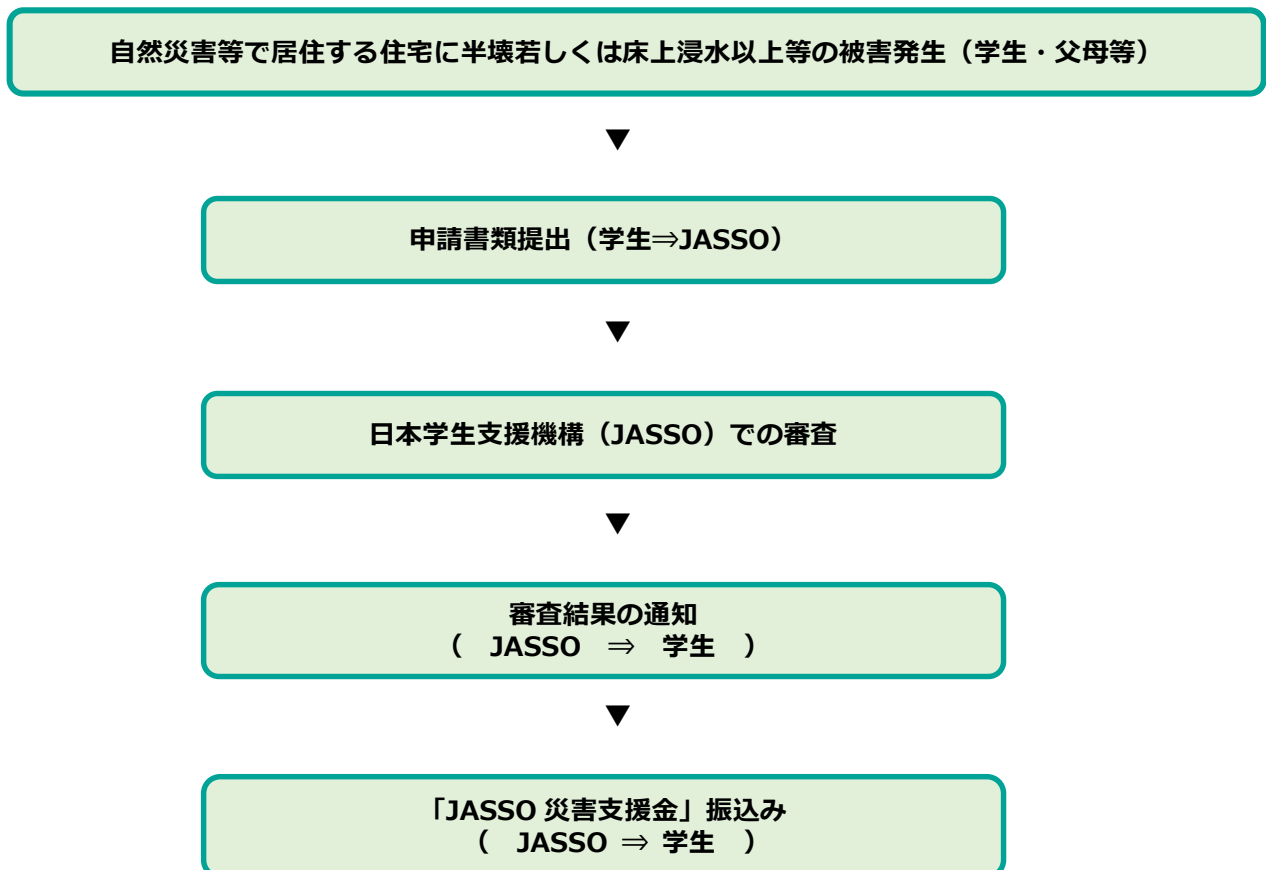 自然災害等で居住する住宅に半壊若しくは床上浸水以上等の被害発生（学生・父母等）
▼
申請書類提出（学生⇒JASSO）
▼
日本学生支援機構（JASSO）での審査
▼
審査結果の通知
（　JASSO　⇒　学生　）
▼
「JASSO 災害支援金」振込み
（　JASSO ⇒ 学生　）